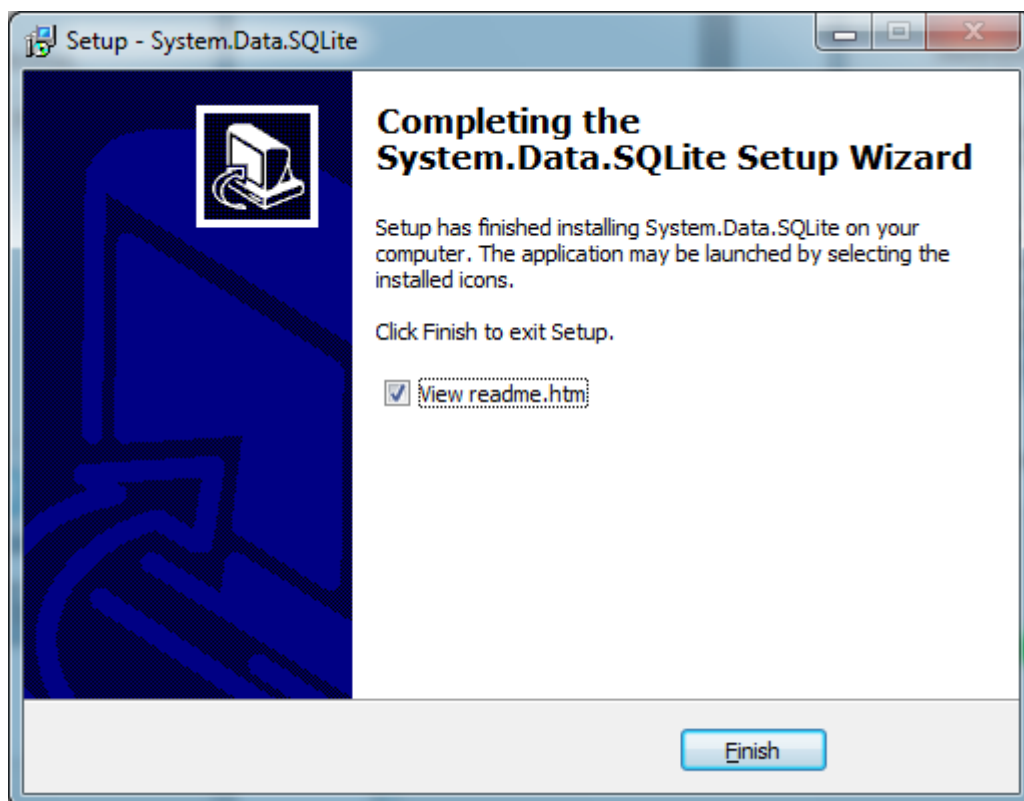 Setup - System.Data.SQLite
Completing the
System.Data.SQLite Setup Wizard
Setup has finished installing System.Data.SQLite on your
computer. The application may be launched by selecting the
installed icons.
Click Finish to exit Setup.
View readme.htm
Finish